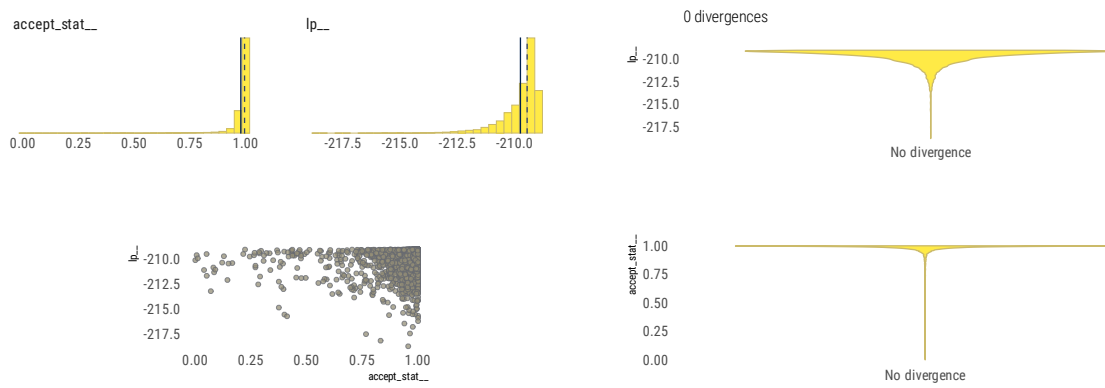 accept_stat__
0.00 0.25 0.50 0.75 1.00
lp__
-217.5 -215.0 -212.5 -210.0
0 divergences
lp__
-210.0
-212.5
-215.0
-217.5
No divergence
lp__
-210.0
-212.5
-215.0
-217.5
0.00 0.25 0.50 0.75 1.00
accept_stat__
accept_stat__
1.00
0.75
0.50
0.25
0.00
No divergence